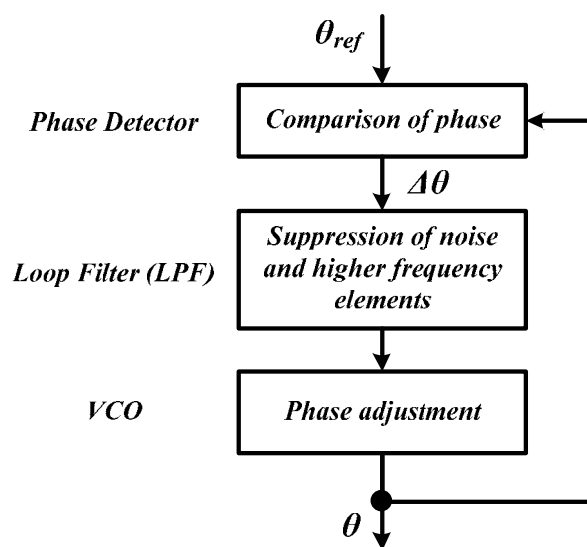 θref
Phase Detector
Comparison of phase
Δθ
Loop Filter (LPF)
Suppression of noise
and higher frequency
elements
VCO
Phase adjustment
θ